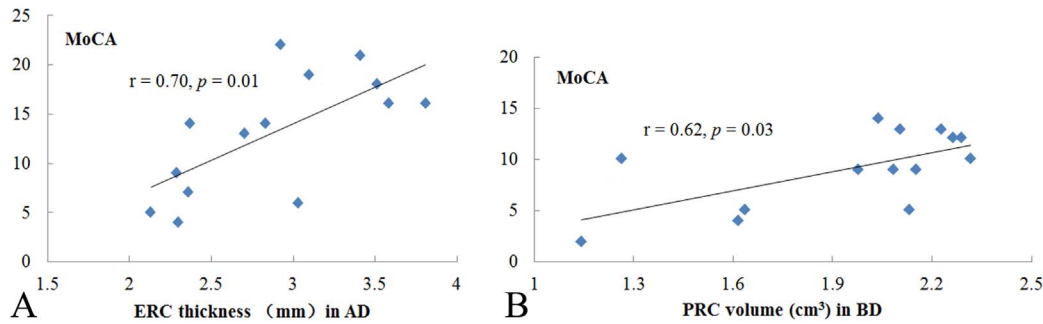 MoCA
r = 0.70, p = 0.01
25
20
15
10
5
0
1.5 2 2.5 3 3.5 4
ERC thickness （mm）in AD
A
MoCA
r = 0.62, p = 0.03
20
15
10
5
0
1 1.3 1.6 1.9 2.2 2.5
PRC volume (cm³) in BD
B